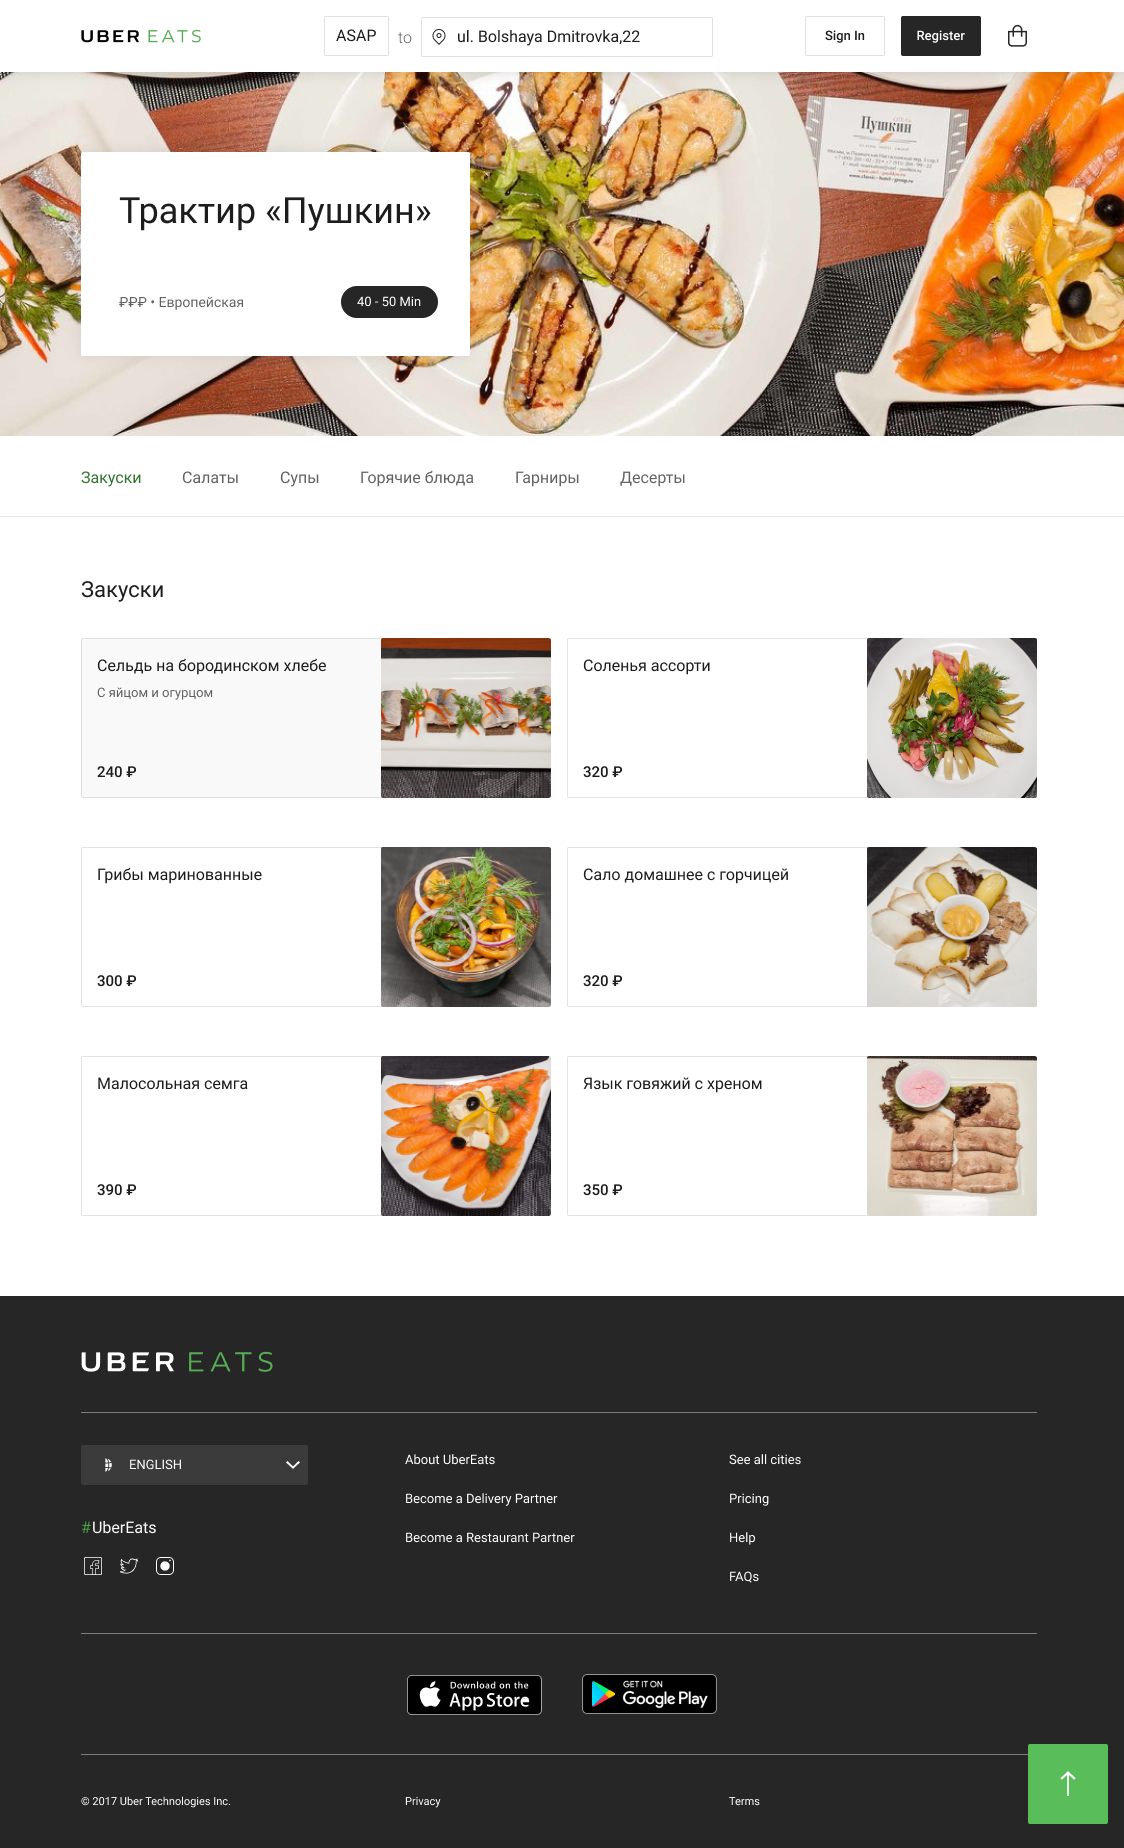 UBER EATS
ASAP
to
ul. Bolshaya Dmitrovka,22
Sign In
Register
Пушкин
Трактир «Пушкин»
₽₽₽ • Европейская
40 - 50 Min
Закуски
Салаты
Супы
Горячие блюда
Гарниры
Десерты
Закуски
Сельдь на бородинском хлебе
С яйцом и огурцом
240 ₽
Соленья ассорти
320 ₽
Грибы маринованные
300 ₽
Сало домашнее с горчицей
320 ₽
Малосольная семга
390 ₽
Язык говяжий с хреном
350 ₽
UBER EATS
ENGLISH
#UberEats
About UberEats
Become a Delivery Partner
Become a Restaurant Partner
See all cities
Pricing
Help
FAQs
Download on the
App Store
GET IT ON
Google Play
© 2017 Uber Technologies Inc.
Privacy
Terms